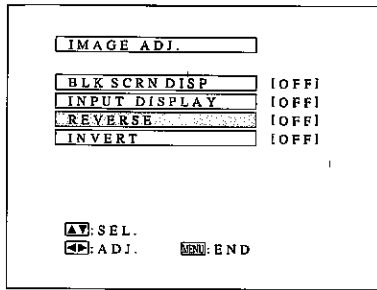 IMAGE ADJ.
BLK SCRN DISP [OFF]
INPUT DISPLAY [OFF]
REVERSE [OFF]
INVERT [OFF]
▲▼:SEL.
◀▶:ADJ. MENU:END